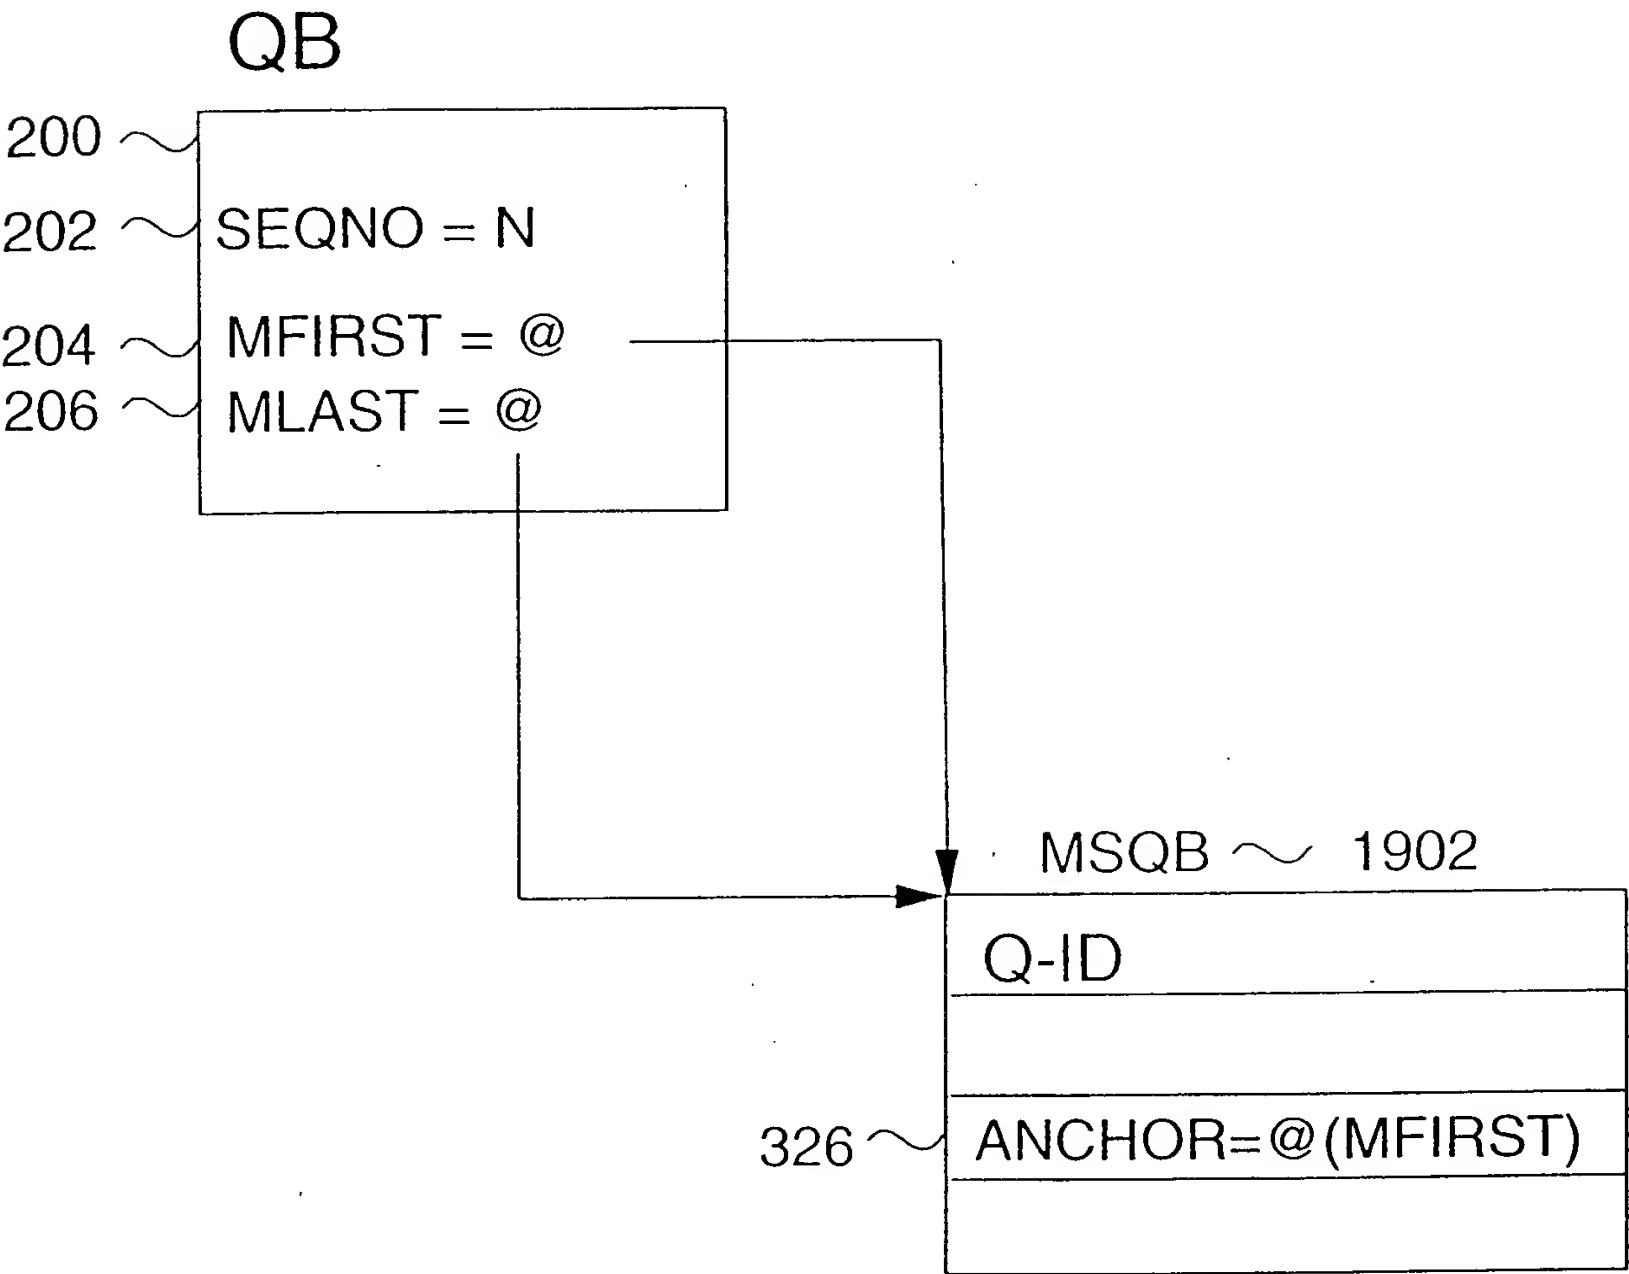 QB
200
202 SEQNO = N
204 MFIRST = @
206 MLAST = @
MSQB 1902
Q-ID
326 ANCHOR=@(MFIRST)